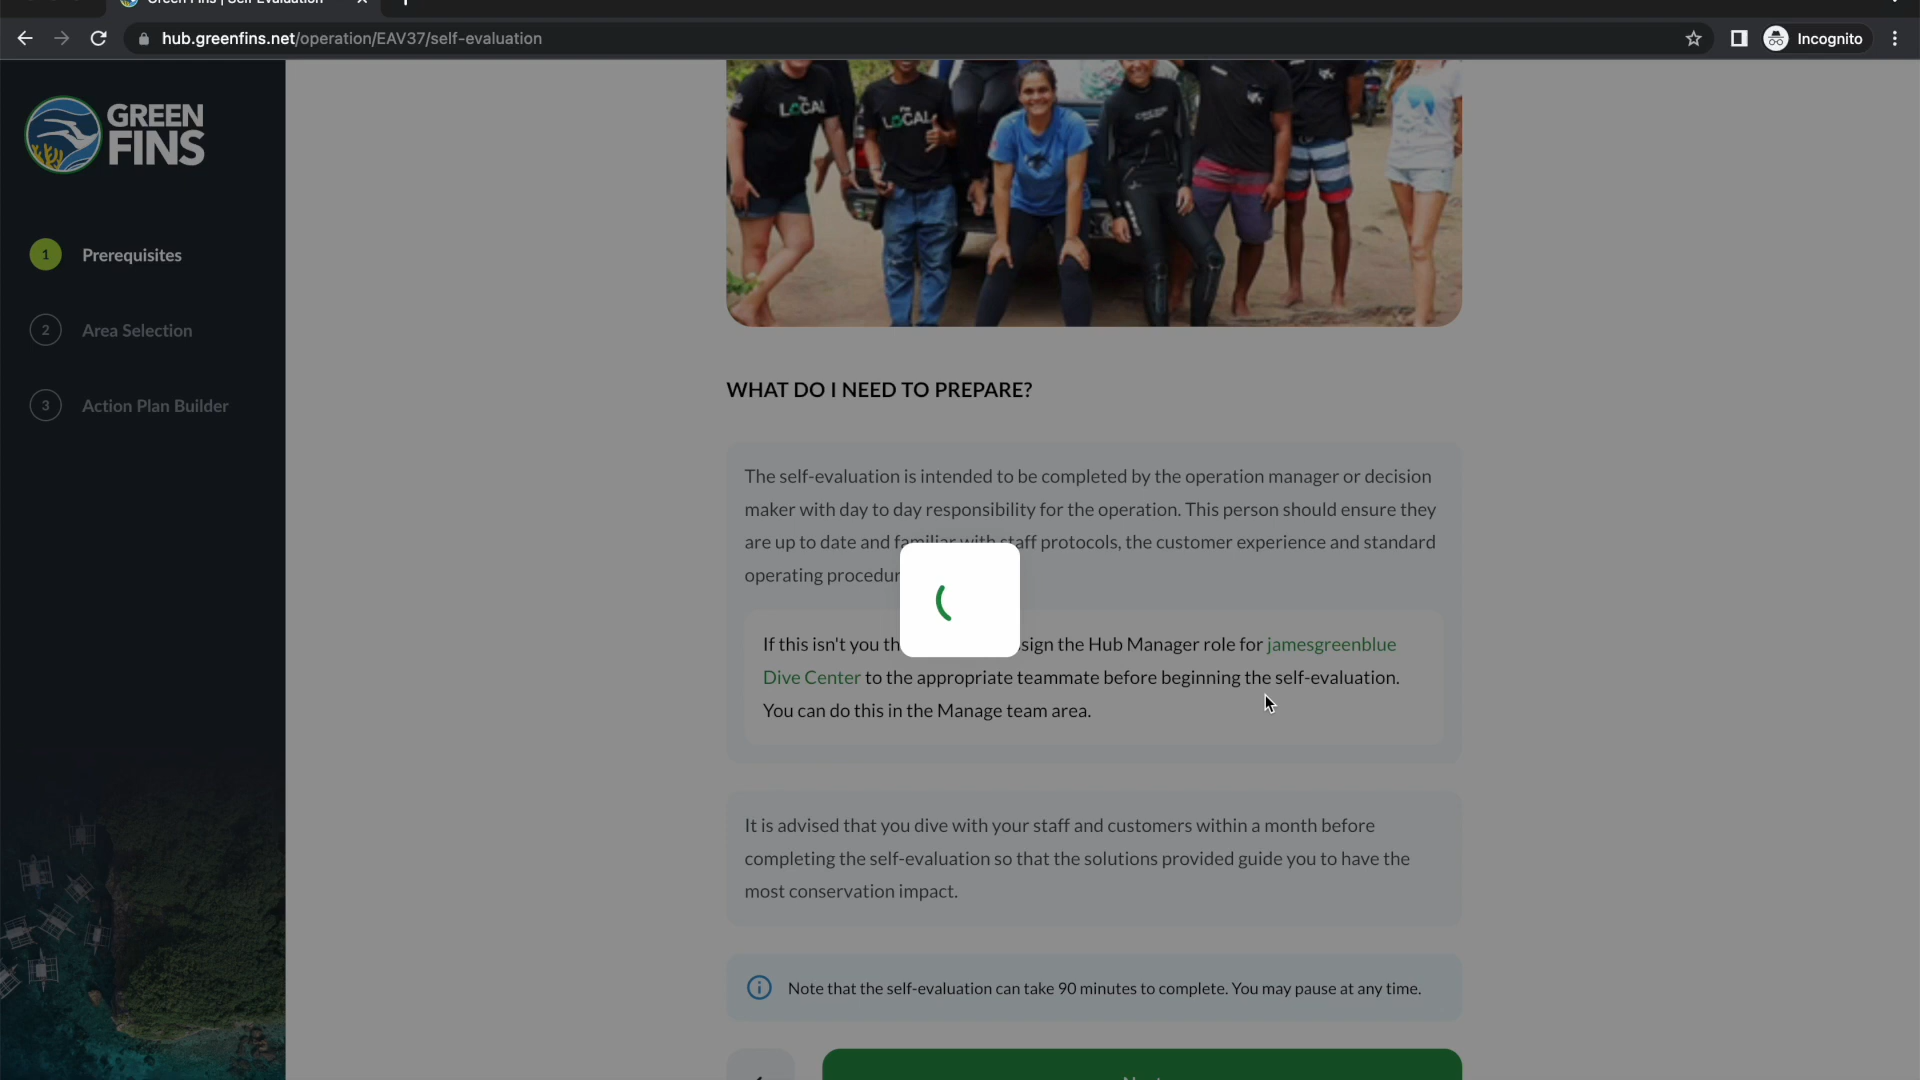 hub.greenfins.net/operation/EAV37/self-evaluation
Incognito
GREEN
FINS
1 Prerequisites
2 Area Selection
3 Action Plan Builder
LOCAL
LOCAL
WHAT DO I NEED TO PREPARE?
The self-evaluation is intended to be completed by the operation manager or decision
maker with day to day responsibility for the operation. This person should ensure they
are up to date and familiar with staff protocols, the customer experience and standard
operating
If this isn't you sign the Hub Manager role for jamesgreenblue
Dive Center to the appropriate teammate before beginning the self-evaluation.
You can do this in the Manage team area.
It is advised that you dive with your staff and customers within a month before
completing the self-evaluation so that the solutions provided guide you to have the
most conservation impact.
Note that the self-evaluation can take 90 minutes to complete. You may pause at any time.